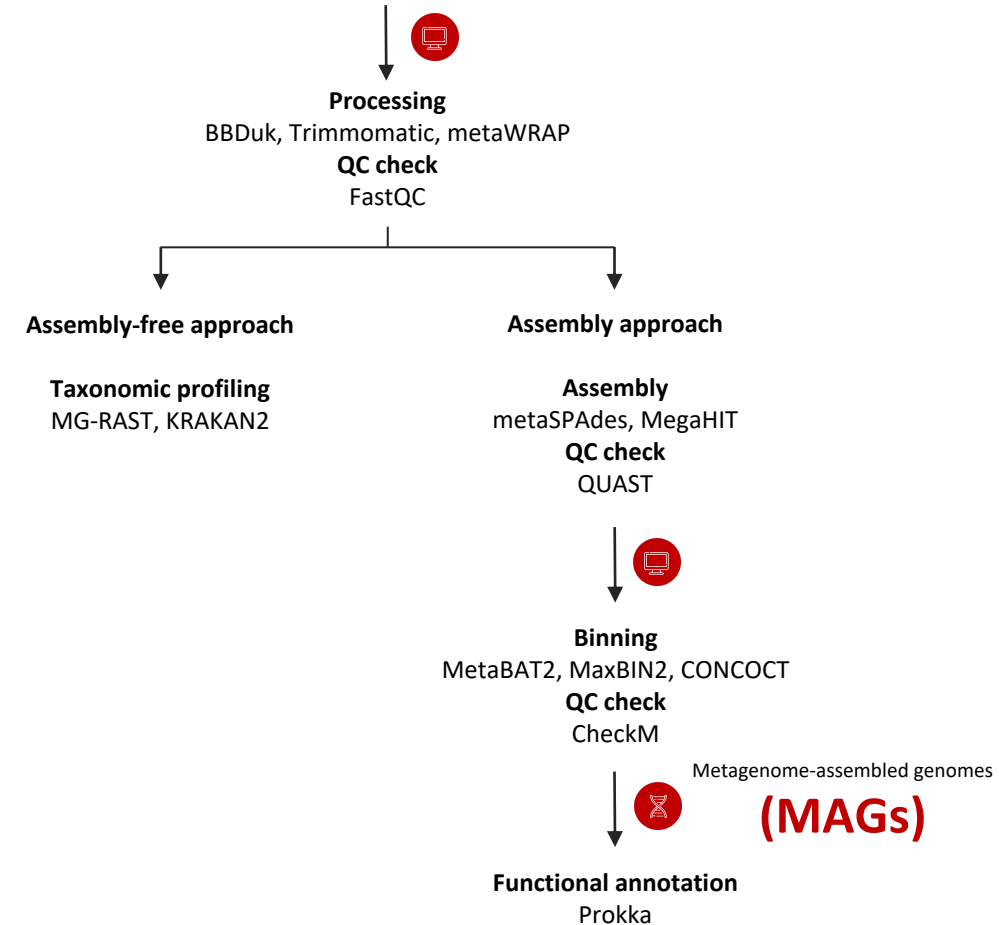 Processing
BBDuk, Trimmomatic, metaWRAP
QC check
FastQC
Assembly-free approach
Taxonomic profiling
MG-RAST, KRAKAN2
Assembly approach
Assembly
metaSPAdes, MegaHIT
QC check
QUAST
Binning
MetaBAT2, MaxBIN2, CONCOCT
QC check
CheckM
Metagenome-assembled genomes
(MAGs)
Functional annotation
Prokka